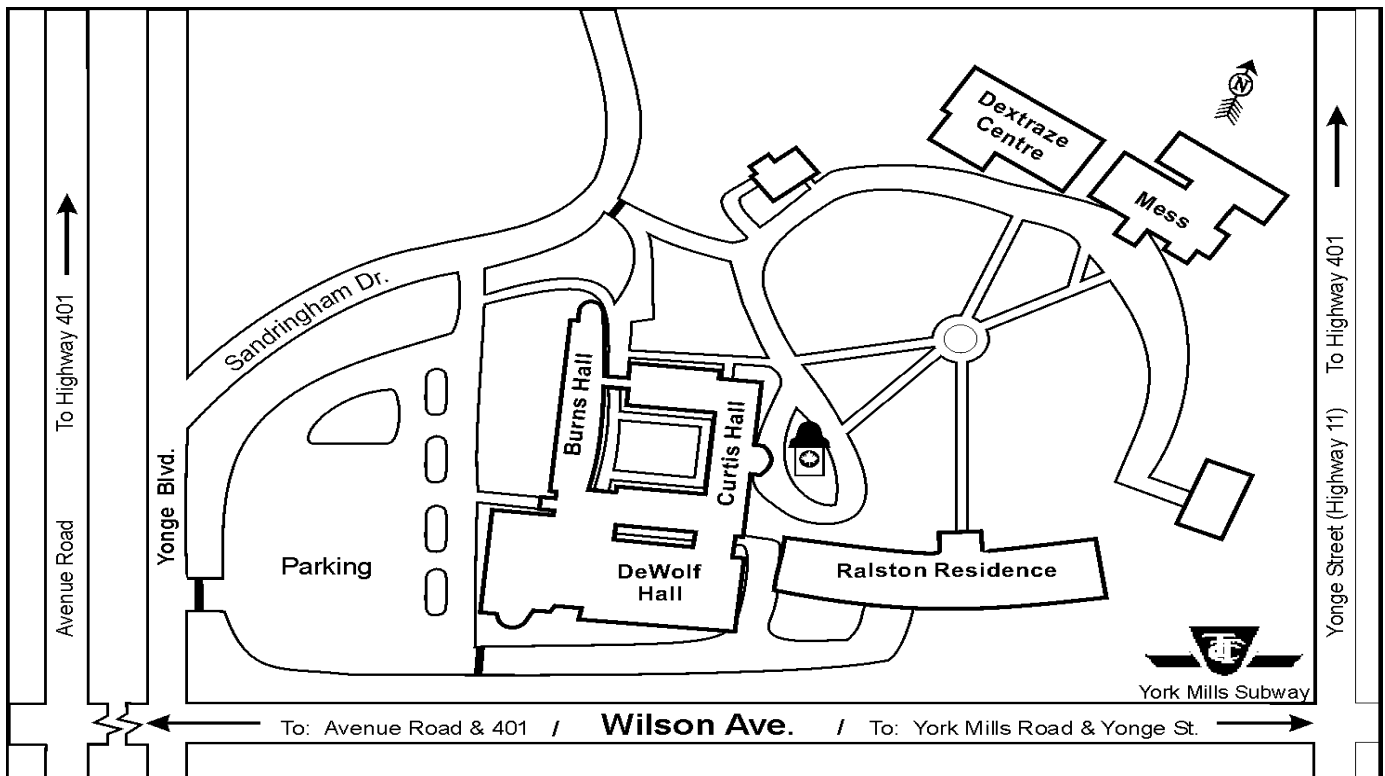 Dextraze
Centre
N
Mess
Sandringham Dr.
To Highway 401
Avenue Road
Yonge Blvd.
Burns Hall
Curtis Hall
To Highway 401
Yonge Street (Highway 11)
Parking
DeWolf
Hall
Ralston Residence
TTC
York Mills Subway
To: Avenue Road & 401 / Wilson Ave. / To: York Mills Road & Yonge St.